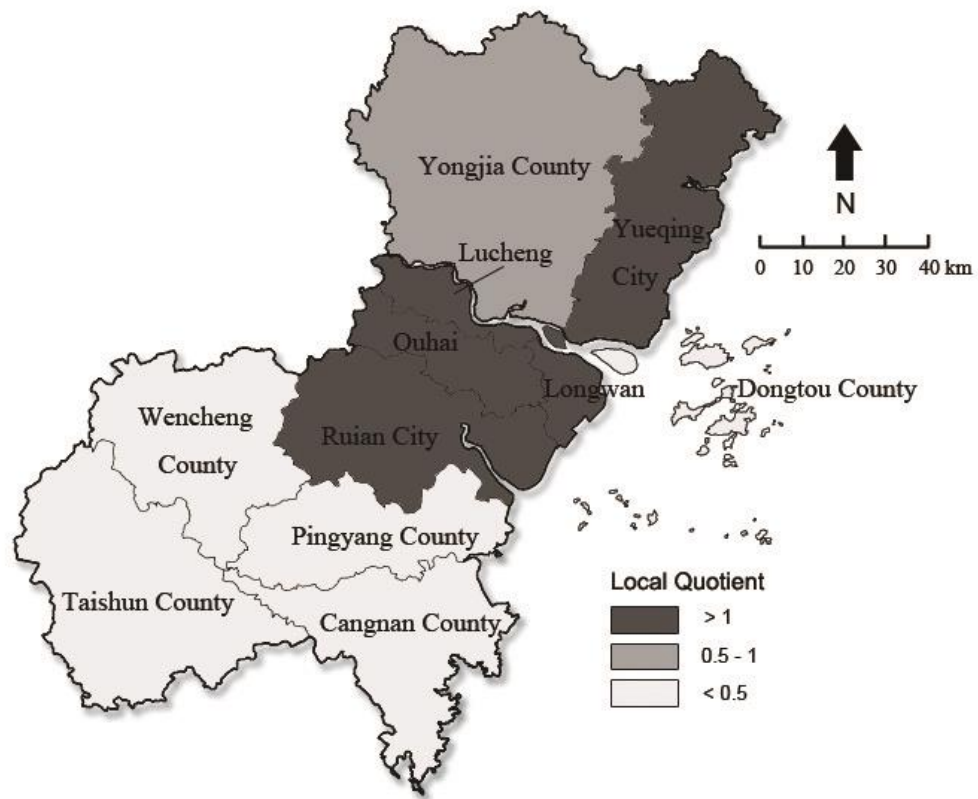 Yongjia County
Yueqing
City
N
0 10 20 30 40 km
Lucheng
Ouhai
Longwan
Dongtou County
Wencheng
County
Ruian City
Pingyang County
Taishun County
Cangnan County
Local Quotient
> 1
0.5 - 1
< 0.5